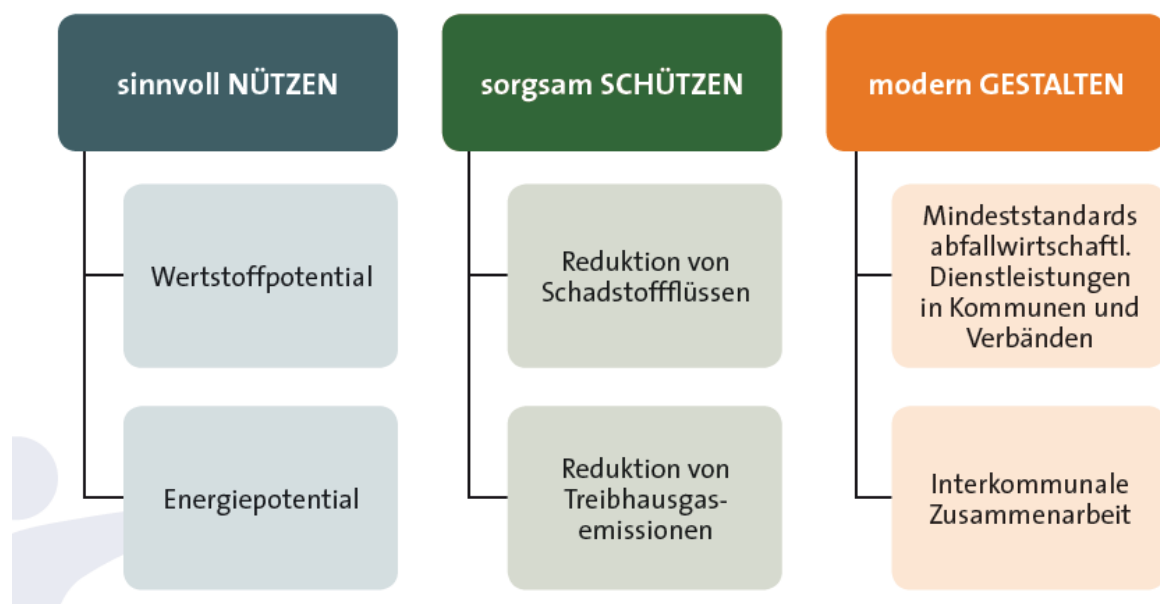 sinnvoll NÜTZEN
Wertstoffpotential
Energiepotential
sorgsam SCHÜTZEN
Reduktion von
Schadstoffflüssen
Reduktion von
Treibhausgas-
emissionen
modern GESTALTEN
Mindeststandards
abfallwirtschaftl.
Dienstleistungen
in Kommunen und
Verbänden
Interkommunale
Zusammenarbeit